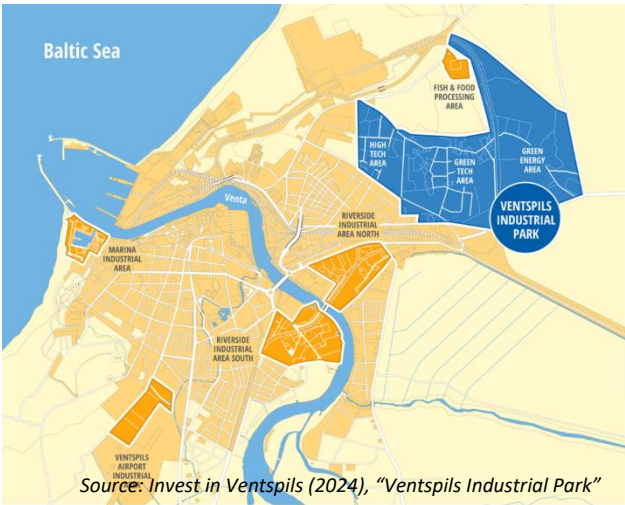 Baltic Sea
FISH & FOOD
PROCESSING
AREA
HIGH
TECH
AREA
GREEN
TECH
AREA
GREEN
ENERGY
AREA
VENTSPILS
INDUSTRIAL
PARK
Venta
RIVERSIDE
INDUSTRIAL
AREA NORTH
MARINA
INDUSTRIAL
AREA
RIVERSIDE
INDUSTRIAL
AREA SOUTH
VENTSPILS
AIRPORT
INDUSTRIAL
Source: Invest in Ventspils (2024), “Ventspils Industrial Park”